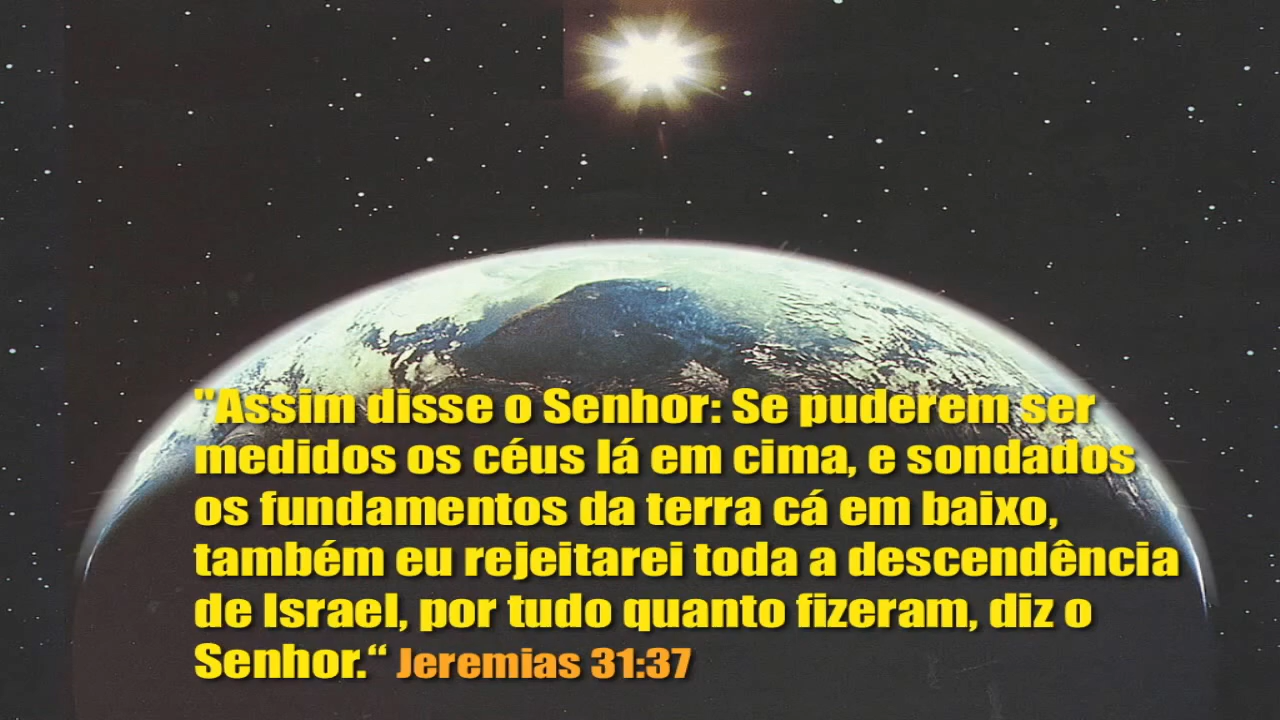 "Assim disse o Senhor: Se puderem ser
medidos os céus lá em cima, e sondados
os fundamentos da terra cá em baixo,
também eu rejeitarei toda a descendência
de Israel, por tudo quanto fizeram, diz o
Senhor.“ Jeremias 31:37